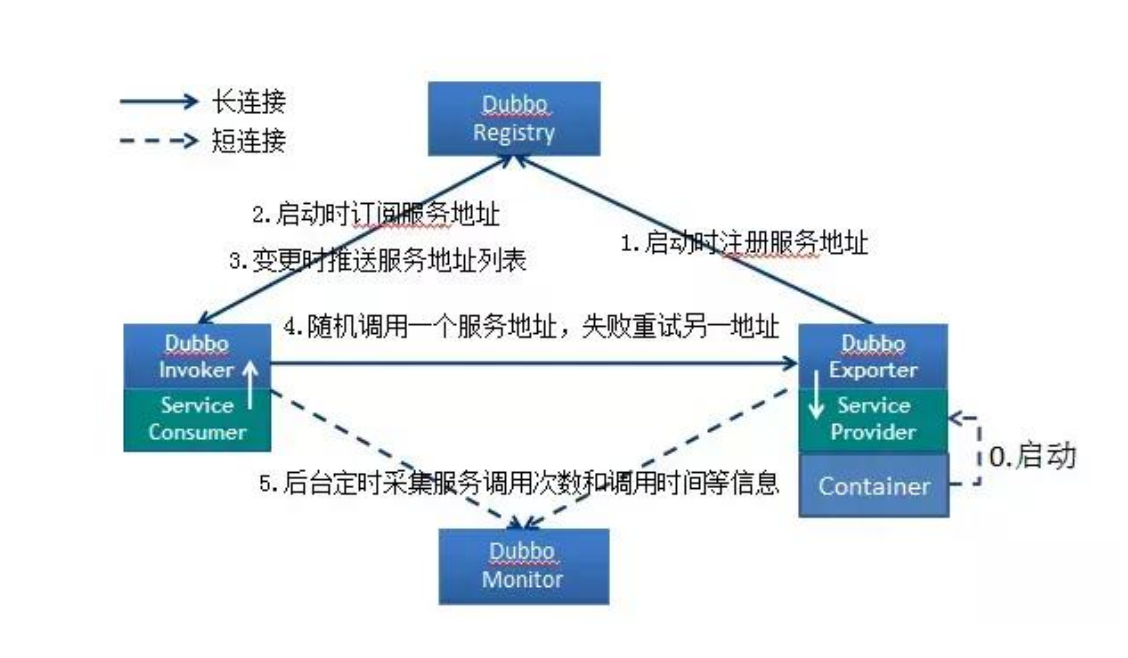 长连接
短连接
Dubbo
Registry
2.启动时订阅服务地址
1.启动时注册服务地址
3.变更时推送服务地址列表
4.随机调用一个服务地址，失败重试另一地址
Dubbo
Invoker
Service
Consumer
Dubbo
Exporter
Service
Provider
Container
0.启动
5.后台定时采集服务调用次数和调用时间等信息
Dubbo
Monitor